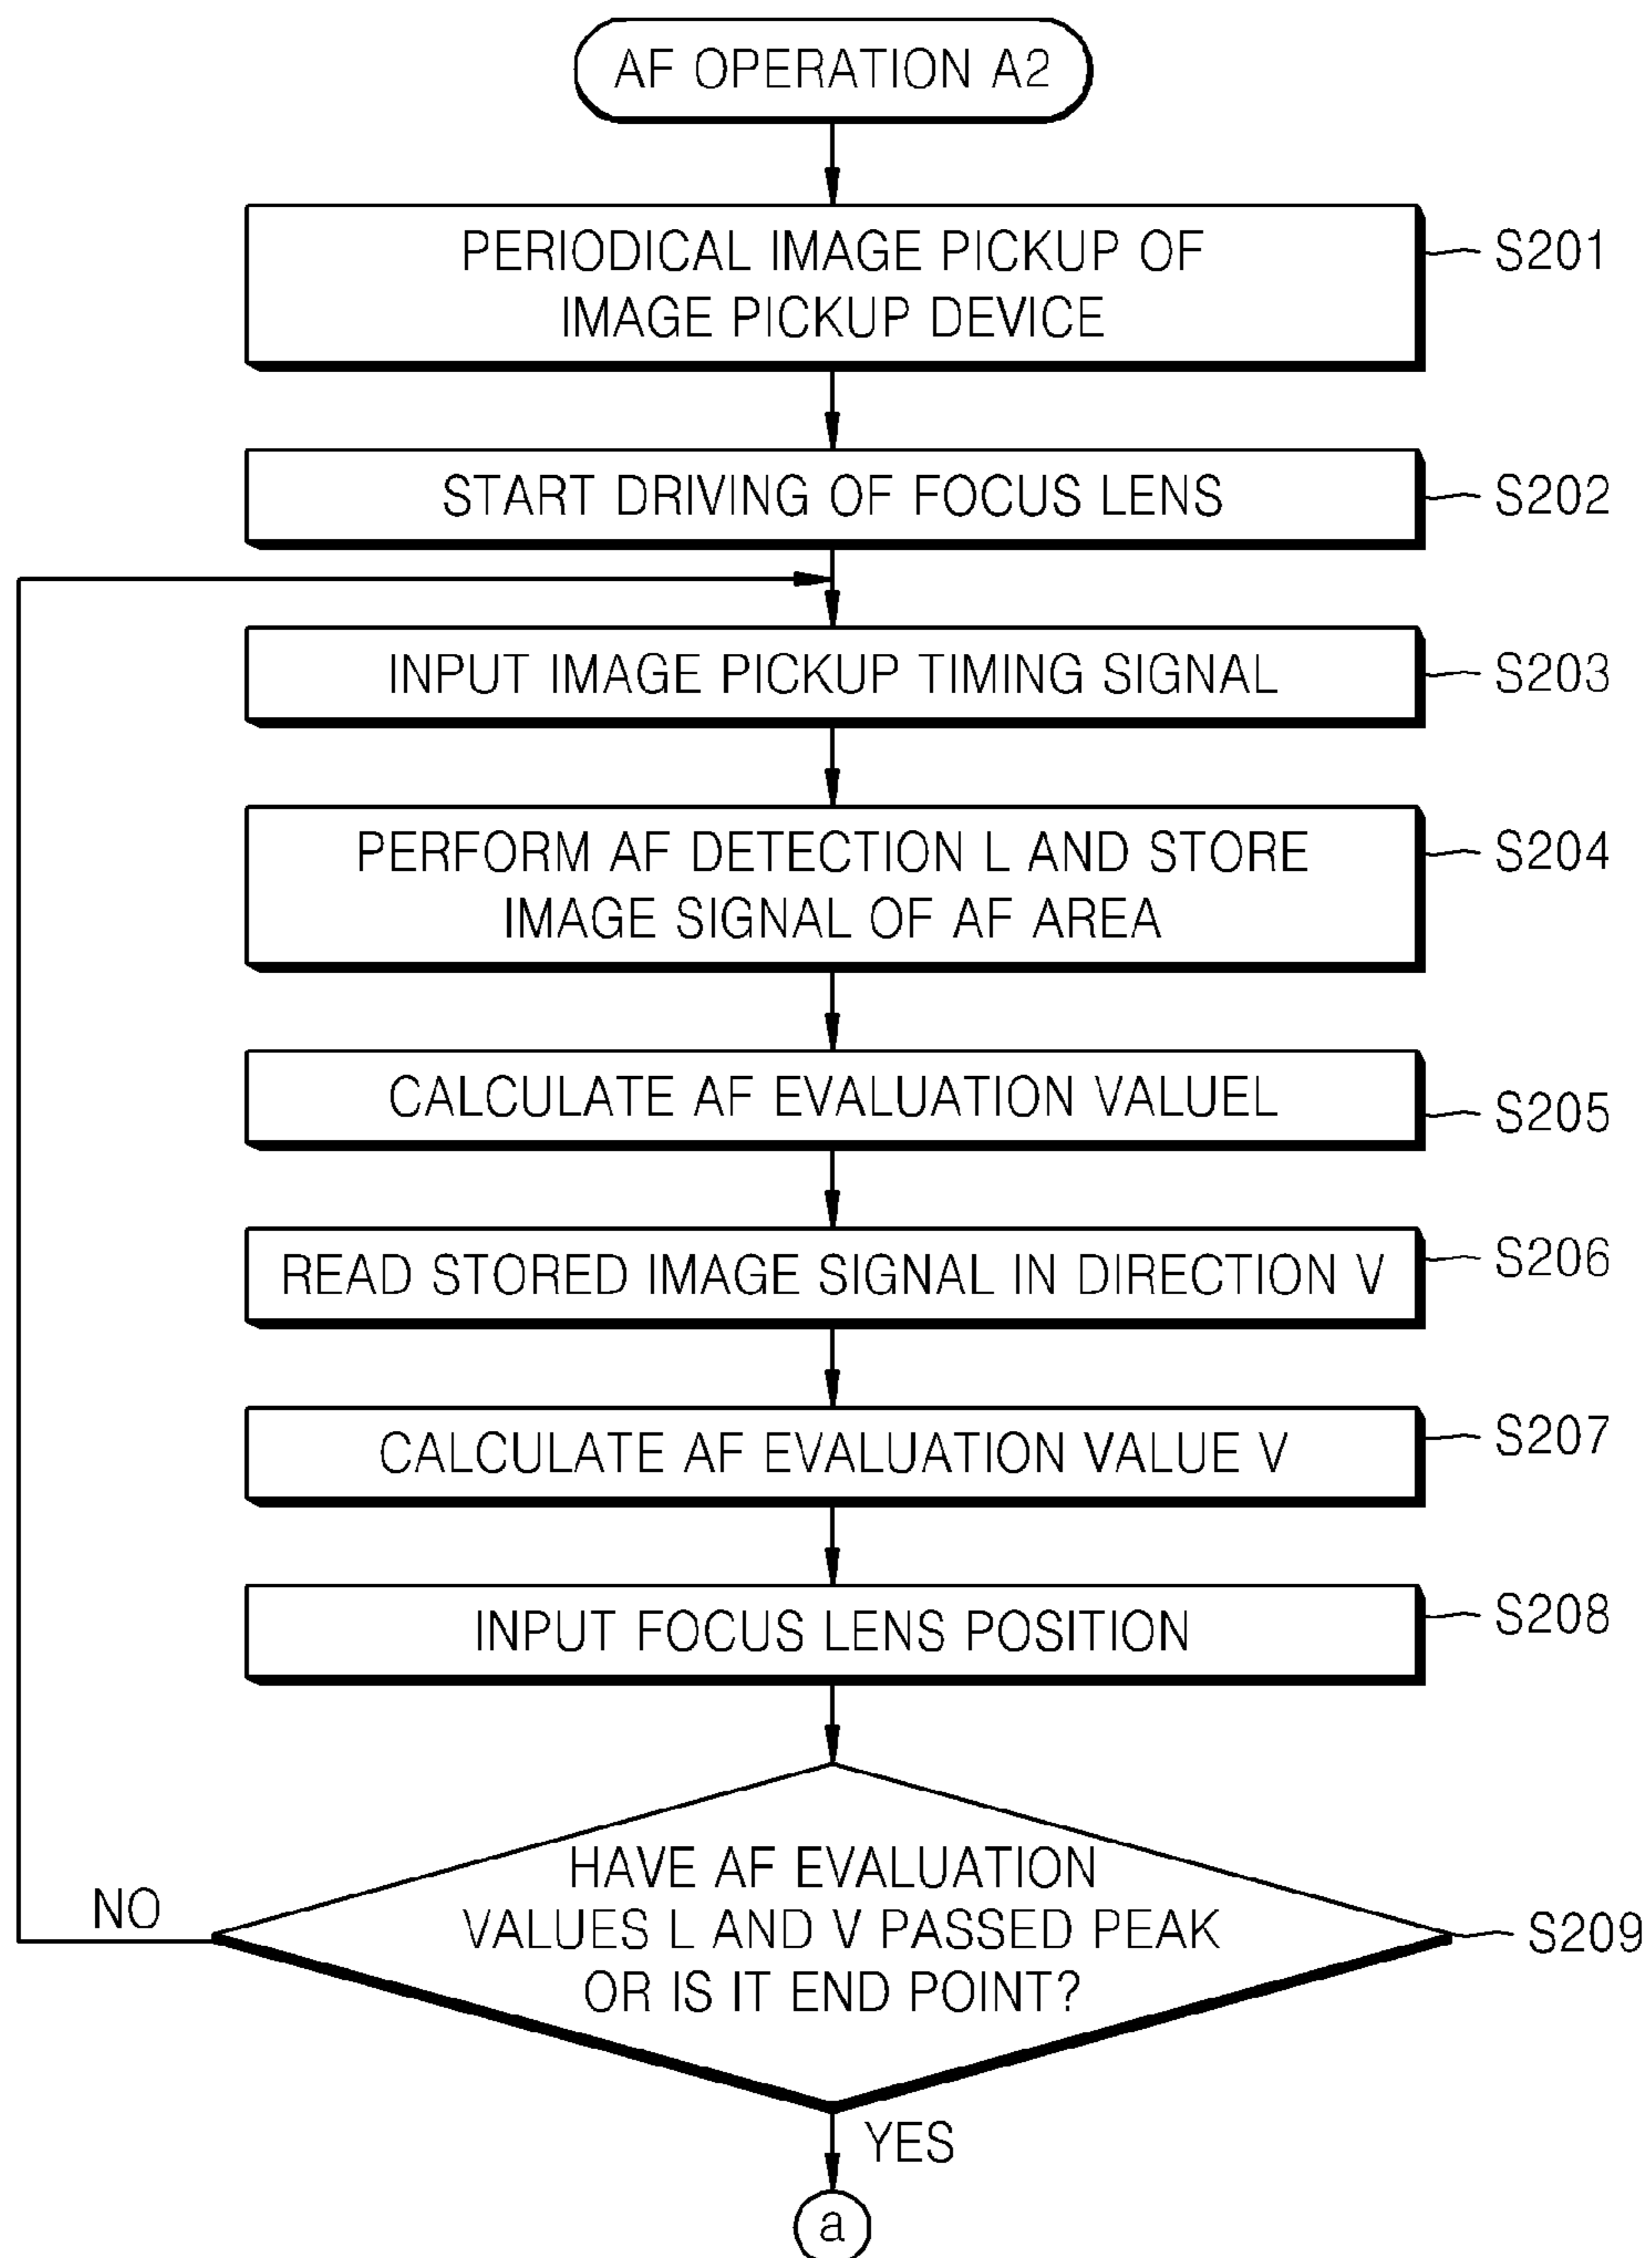 AF OPERATION A2
PERIODICAL IMAGE PICKUP OF
IMAGE PICKUP DEVICE
S201
START DRIVING OF FOCUS LENS
S202
INPUT IMAGE PICKUP TIMING SIGNAL
S203
PERFORM AF DETECTION L AND STORE
IMAGE SIGNAL OF AF AREA
S204
CALCULATE AF EVALUATION VALUEL
S205
READ STORED IMAGE SIGNAL IN DIRECTION V
S206
CALCULATE AF EVALUATION VALUE V
S207
INPUT FOCUS LENS POSITION
S208
HAVE AF EVALUATION
VALUES L AND V PASSED PEAK
OR IS IT END POINT?
S209
NO
YES
a